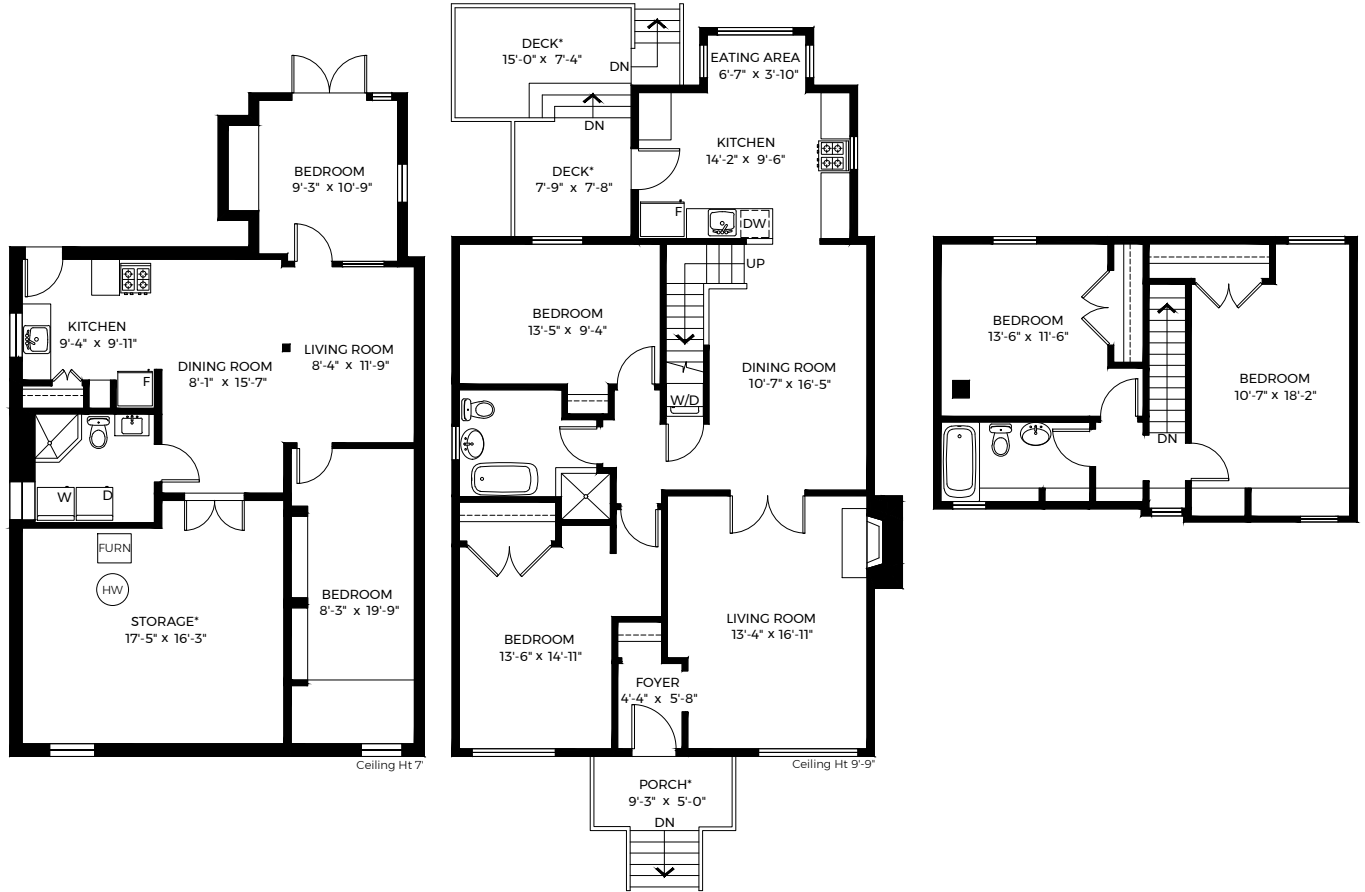 BEDROOM
9'-3" x 10'-9"
KITCHEN
9'-4" x 9'-11"
DINING ROOM
8'-1" x 15'-7"
LIVING ROOM
8'-4" x 11'-9"
F
W
D
FURN
HW
STORAGE*
17'-5" x 16'-3"
BEDROOM
8'-3" x 19'-9"
Ceiling Ht 7'
DECK*
15'-0" x 7'-4"
DN
DN
DECK*
7'-9" x 7'-8"
EATING AREA
6'-7" x 3'-10"
KITCHEN
14'-2" x 9'-6"
F
DW
UP
BEDROOM
13'-5" x 9'-4"
DINING ROOM
10'-7" x 16'-5"
W/D
LIVING ROOM
13'-4" x 16'-11"
BEDROOM
13'-6" x 14'-11"
FOYER
4'-4" x 5'-8"
Ceiling Ht 9'-9"
PORCH*
9'-3" x 5'-0"
DN
BEDROOM
13'-6" x 11'-6"
BEDROOM
10'-7" x 18'-2"
DN